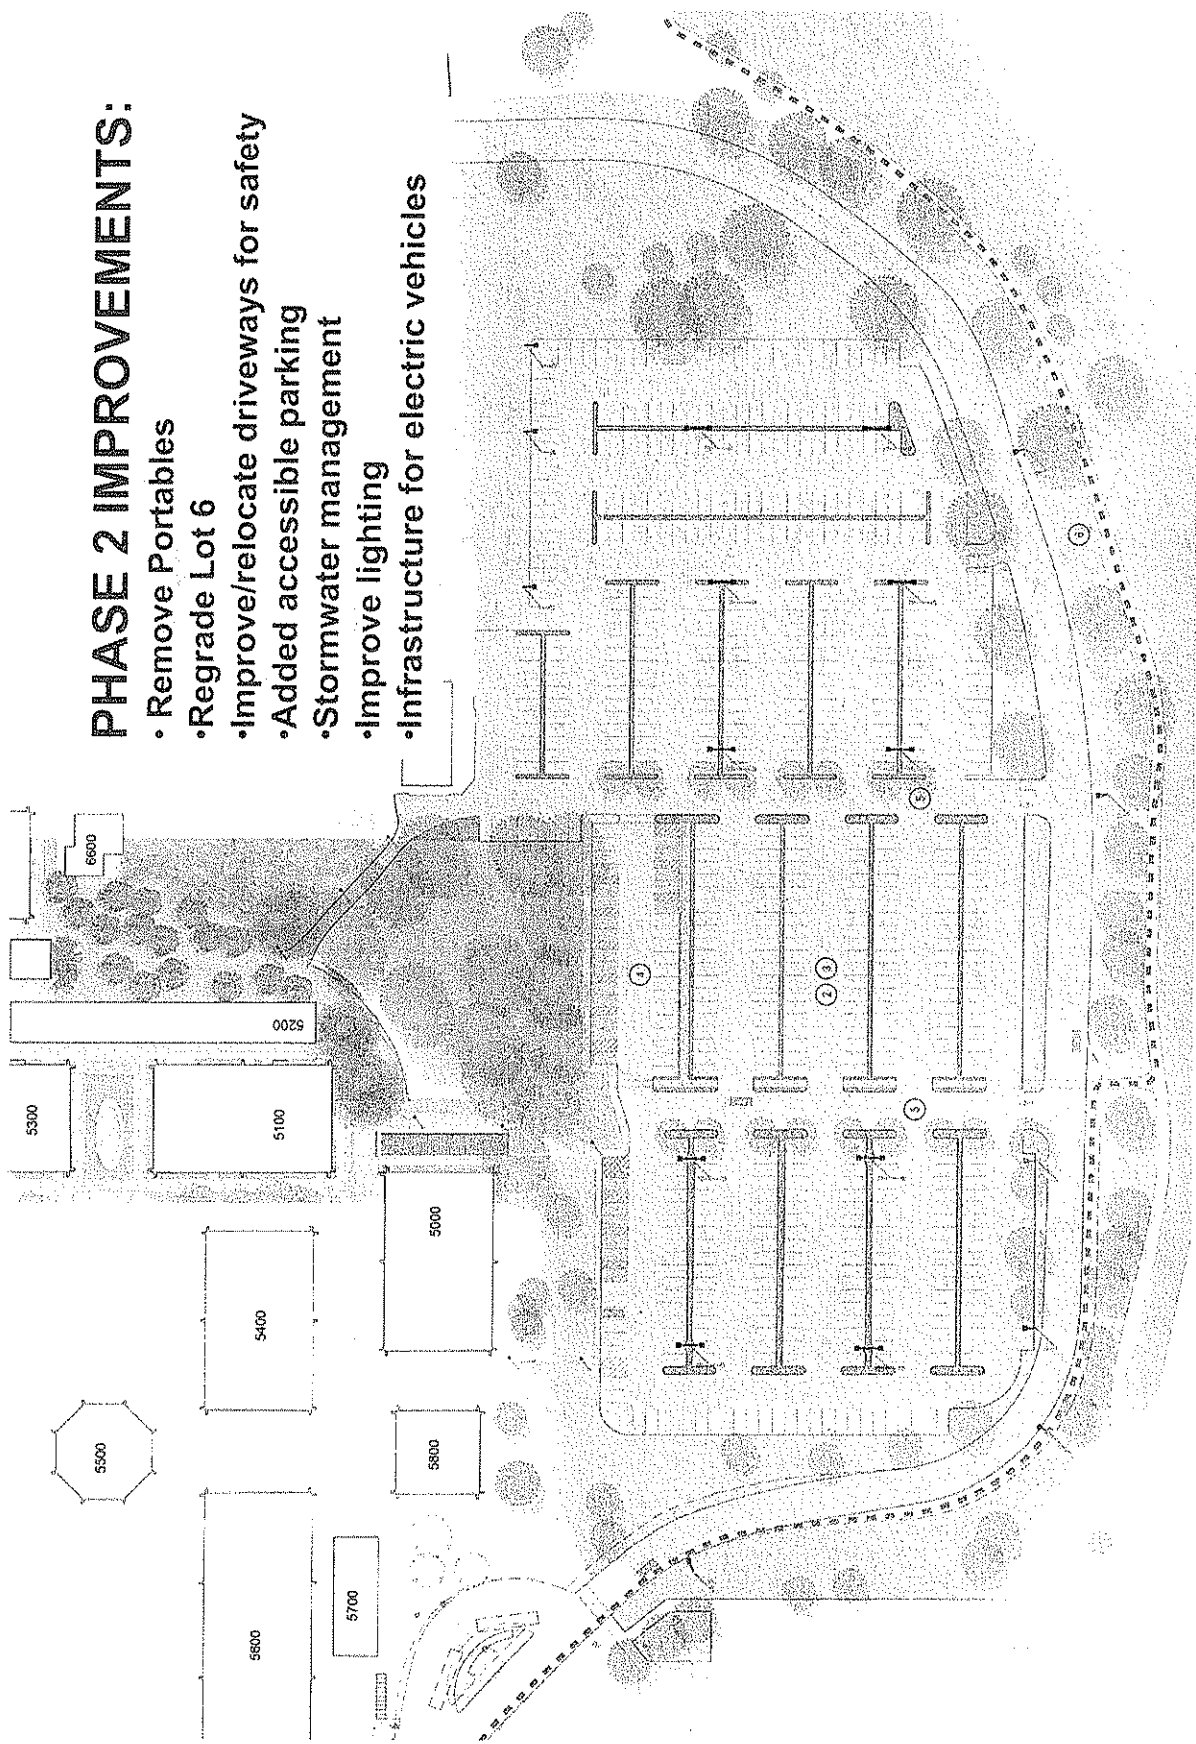 PHASE 2 IMPROVEMENTS:
• Remove Portables
•Regrade Lot 6
•Improve/relocate driveways for safety
•Added accessible parking
•Stormwater management
•Improve lighting
•Infrastructure for electric vehicles
6600
5200
5300
5100
5000
5400
5500
5800
5600
5700
4
2 3
5
5
6